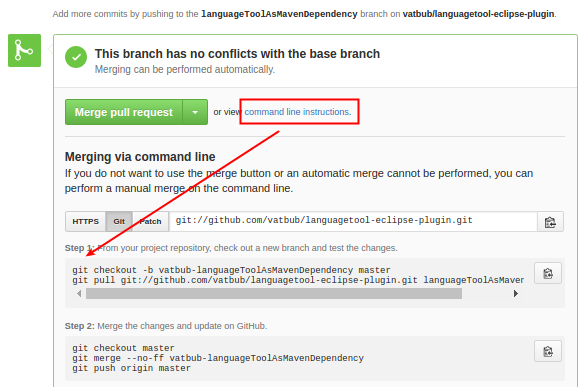 Add more commits by pushing to the languageToolAsMavenDependency branch on vatbub/languagetool-eclipse-plugin.
This branch has no conflicts with the base branch
Merging can be performed automatically.
Merge pull request or view command line instructions.
Merging via command line
If you do not want to use the merge button or an automatic merge cannot be performed, you can
perform a manual merge on the command line.
HTTPS Git Patch git://github.com/vatbub/languagetool-eclipse-plugin.git
Step 1: From your project repository, check out a new branch and test the changes.
git checkout -b vatbub-languageToolAsMavenDependency master
git pull git://github.com/vatbub/languagetool-eclipse-plugin.git languageToolAsMaver
Step 2: Merge the changes and update on GitHub.
git checkout master
git merge --no-ff vatbub-languageToolAsMavenDependency
git push origin master